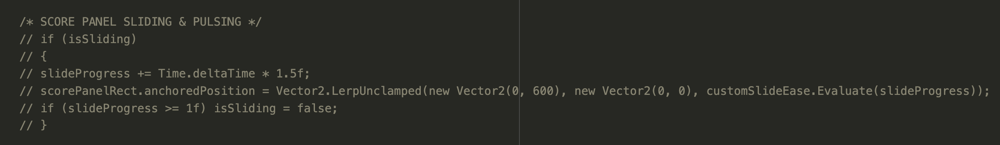 /* SCORE PANEL SLIDING & PULSING */
// if (isSliding)
// {
// slideProgress += Time.deltaTime * 1.5f;
// scorePanelRect.anchoredPosition = Vector2.LerpUnclamped(new Vector2(0, 600), new Vector2(0, 0), customSlideEase.Evaluate(slideProgress));
// if (slideProgress >= 1f) isSliding = false;
// }